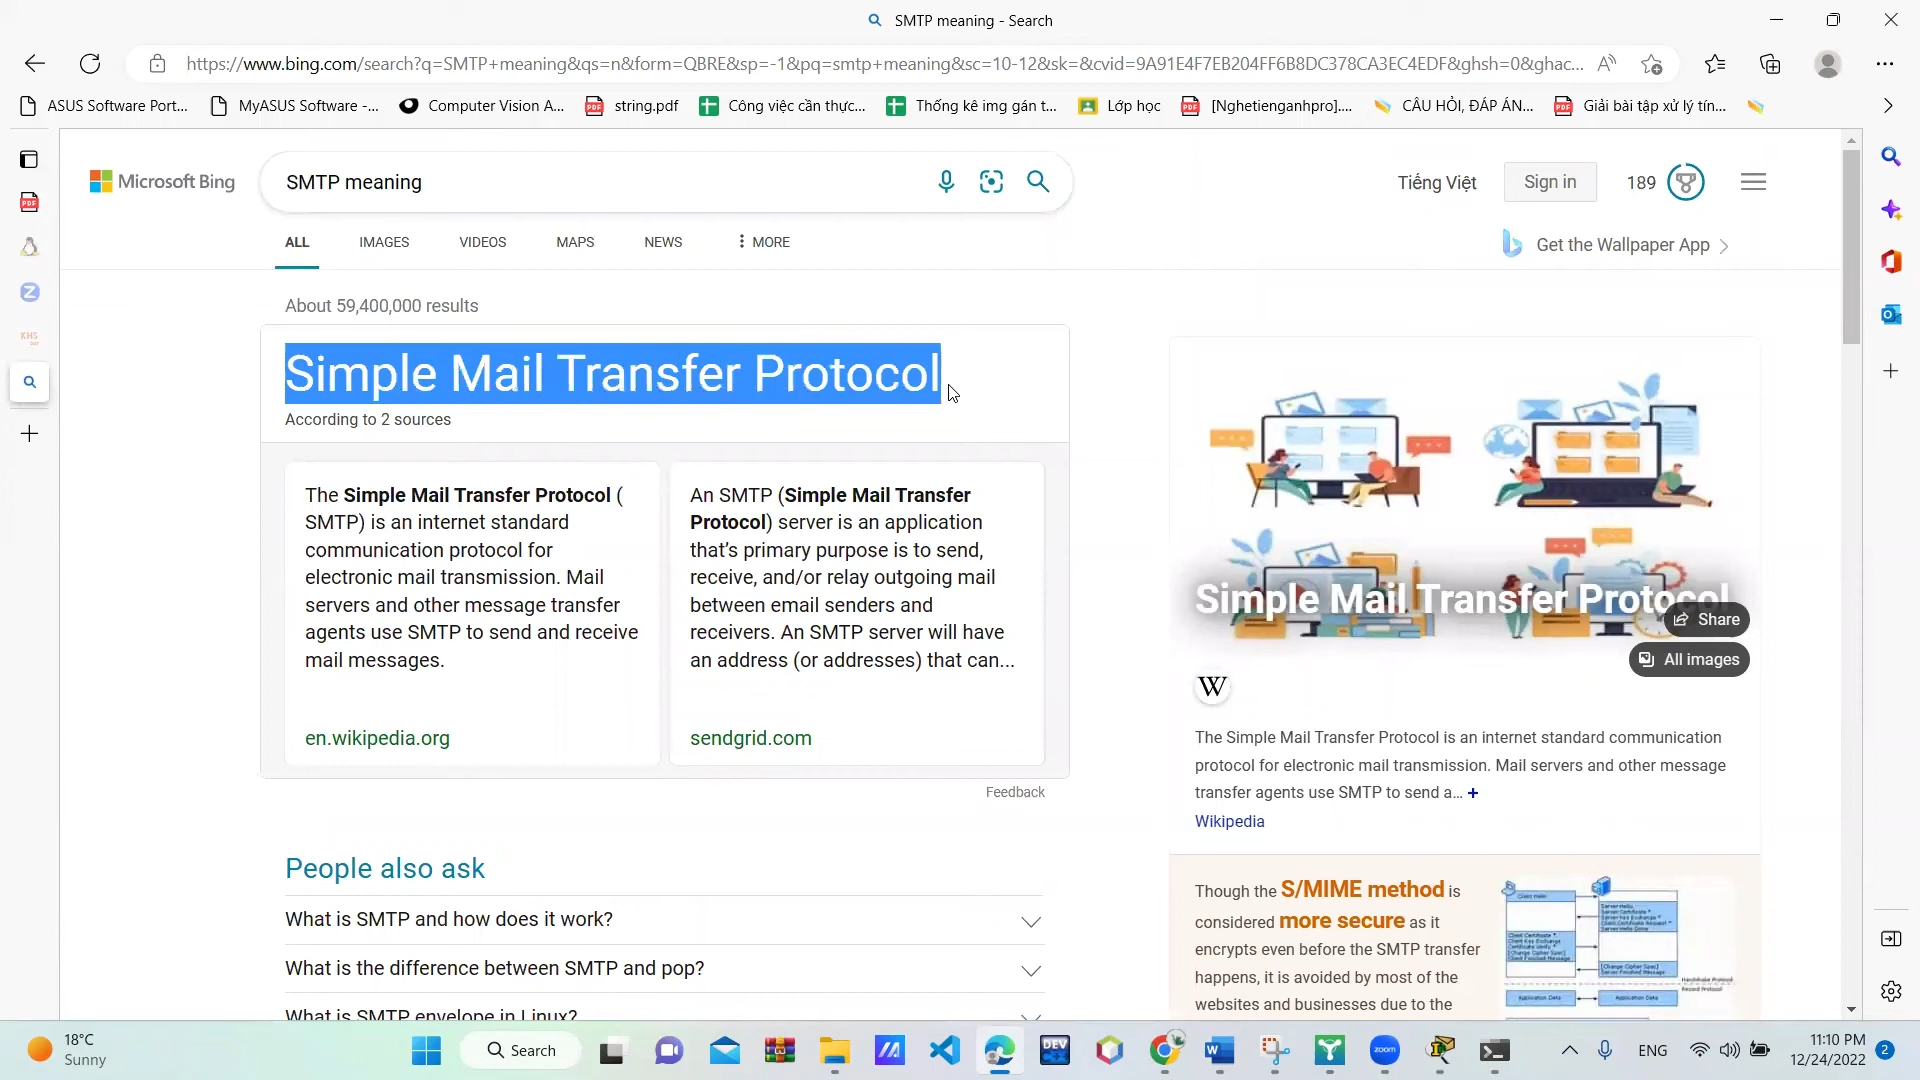 SMTP meaning - Search
https://www.bing.com/search?q=SMTP+meaning&qs=n&form=QBRE&sp=-1&pq=smtp+meaning&sc=10-12&sk=&cvid=9A91E4F7EB204FF6B8DC378CA3EC4EDF&ghsh=0&ghac...
ASUS Software Port... MyASUS Software -... Computer Vision A... string.pdf Công việc cần thực... Thống kê img gán t... Lớp học [Nghetienganhpro].... CÂU HỎI, ĐÁP ÁN... Giải bài tập xử lý tín...
Microsoft Bing SMTP meaning Tiếng Việt Sign in 189
ALL IMAGES VIDEOS MAPS NEWS MORE Get the Wallpaper App
About 59,400,000 results
Simple Mail Transfer Protocol
According to 2 sources
The Simple Mail Transfer Protocol (
SMTP) is an internet standard
communication protocol for
electronic mail transmission. Mail
servers and other message transfer
agents use SMTP to send and receive
mail messages.
en.wikipedia.org
An SMTP (Simple Mail Transfer
Protocol) server is an application
that's primary purpose is to send,
receive, and/or relay outgoing mail
between email senders and
receivers. An SMTP server will have
an address (or addresses) that can...
sendgrid.com
Feedback
People also ask
What is SMTP and how does it work?
What is the difference between SMTP and pop?
What is SMTP envelope in Linux?
Simple Mail Transfer Protocol
Share
All images
W
The Simple Mail Transfer Protocol is an internet standard communication
protocol for electronic mail transmission. Mail servers and other message
transfer agents use SMTP to send a... +
Wikipedia
Though the S/MIME method is
considered more secure as it
encrypts even before the SMTP transfer
happens, it is avoided by most of the
websites and businesses due to the
18°C
Sunny
Search
DEV
zoom
ENG
11:10 PM
12/24/2022
2